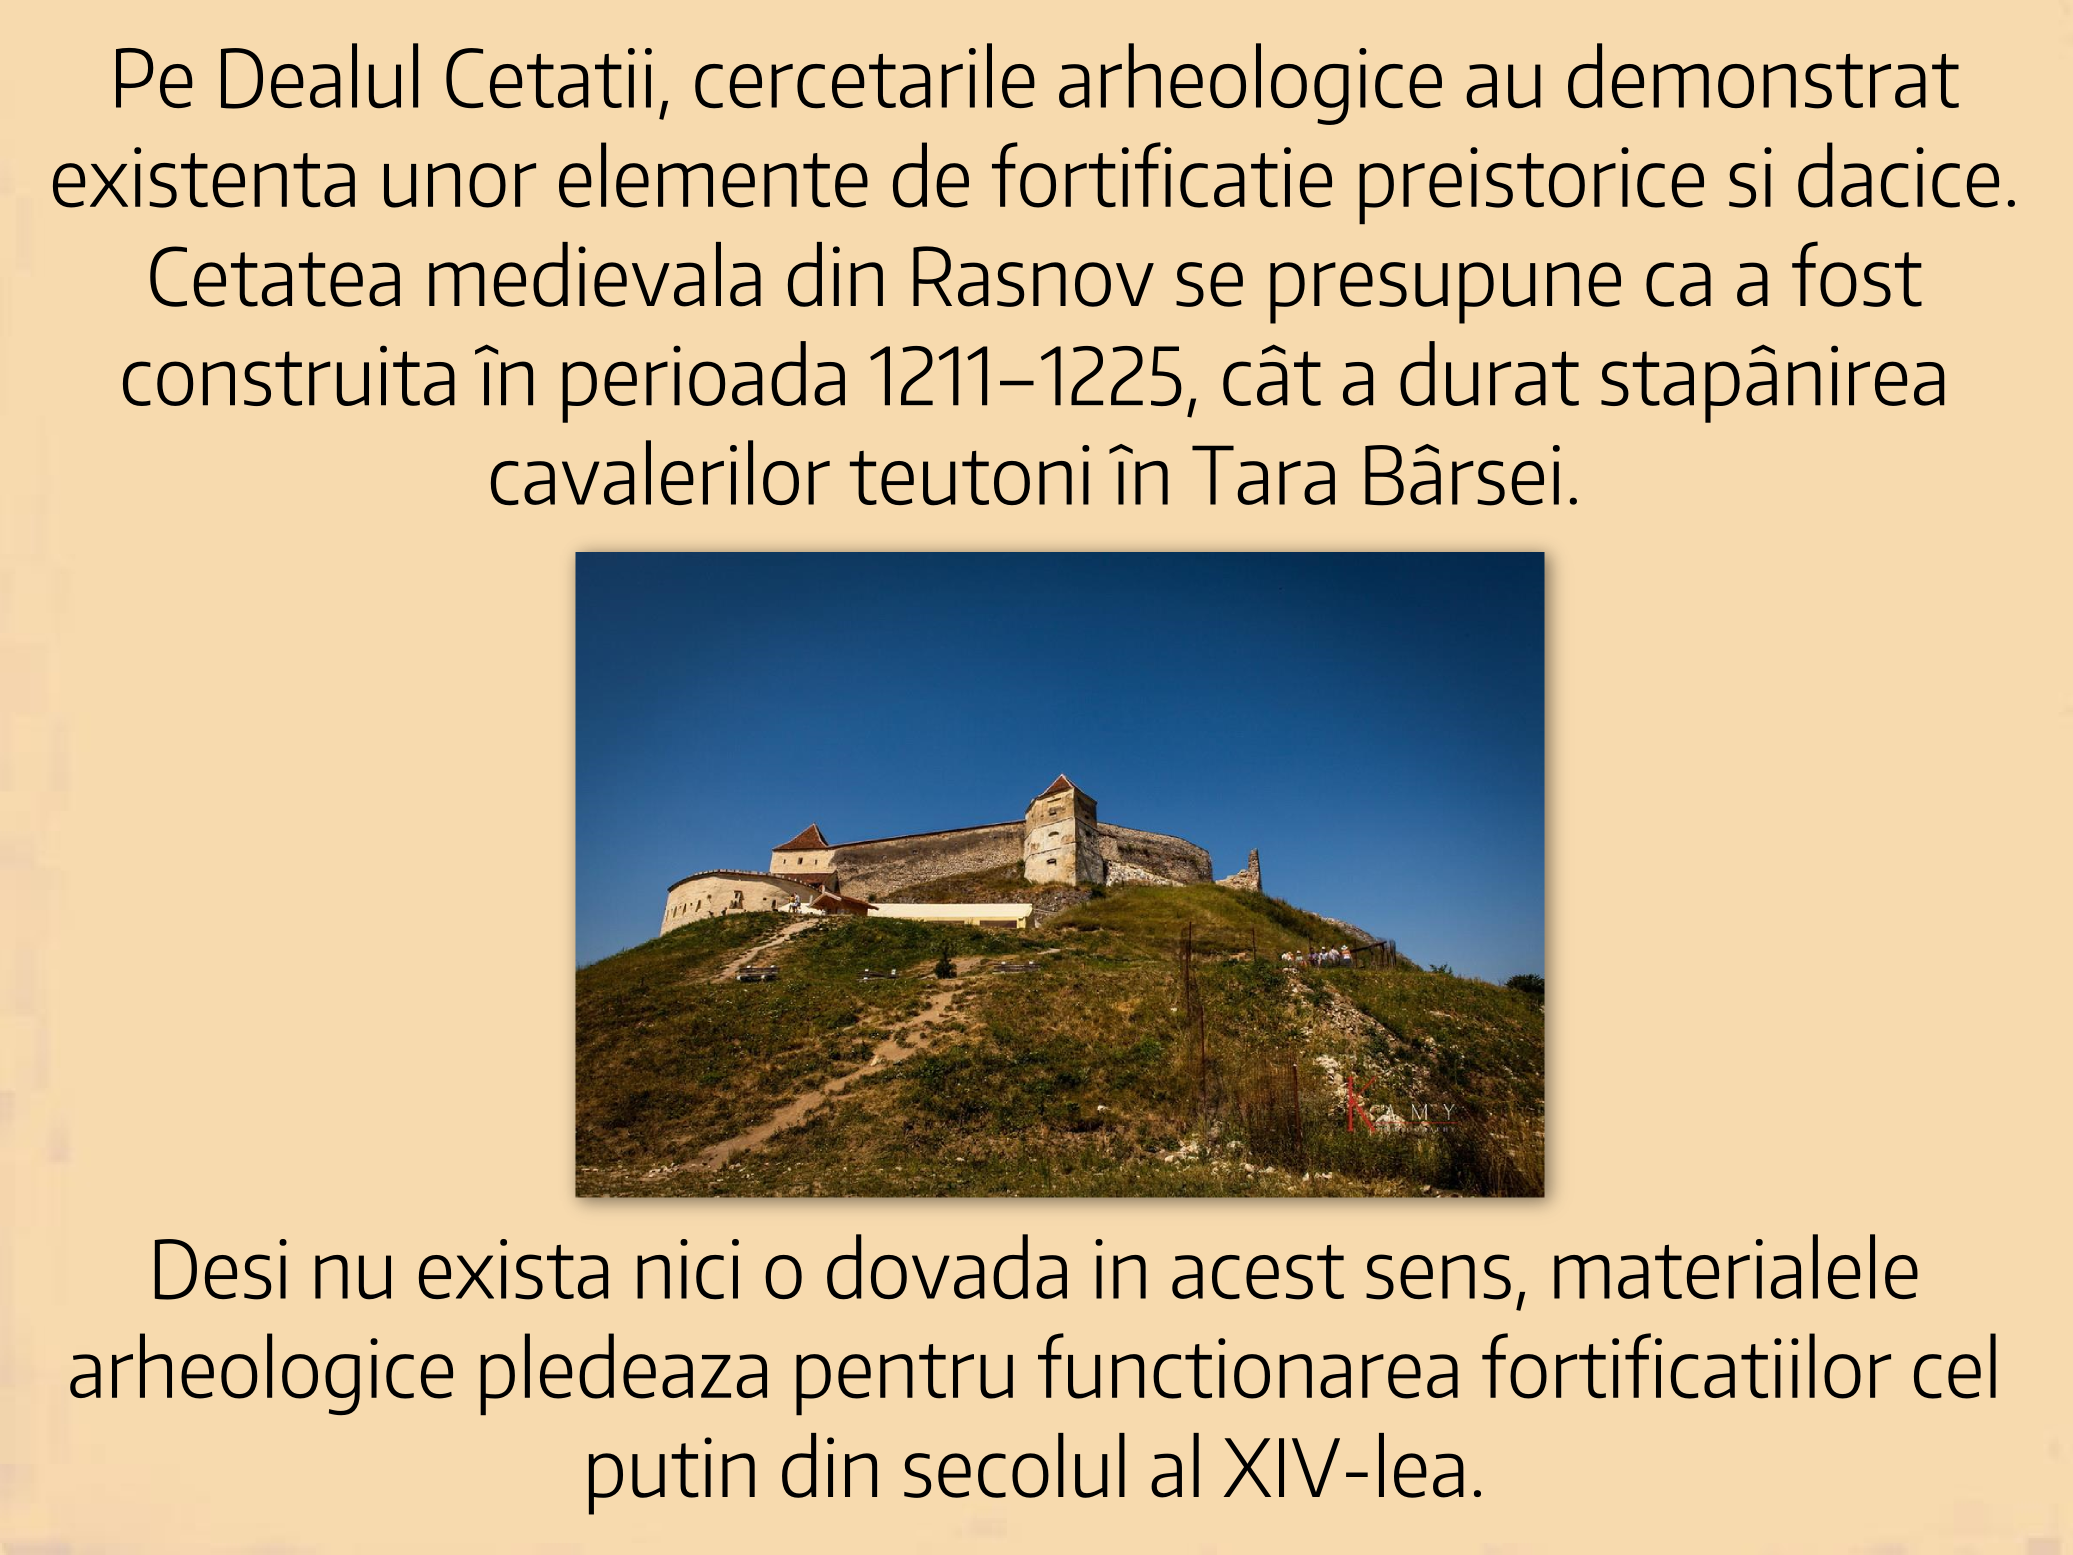 Pe Dealul Cetatii, cercetarile arheologice au demonstrat
existenta unor elemente de fortificatie preistorice si dacice.
Cetatea medievala din Rasnov se presupune ca a fost
construita în perioada 1211–1225, cât a durat stapânirea
cavalerilor teutoni în Tara Bârsei.
KAMY
Desi nu exista nici o dovada in acest sens, materialele
arheologice pledeaza pentru functionarea fortificatiilor cel
putin din secolul al XIV-lea.